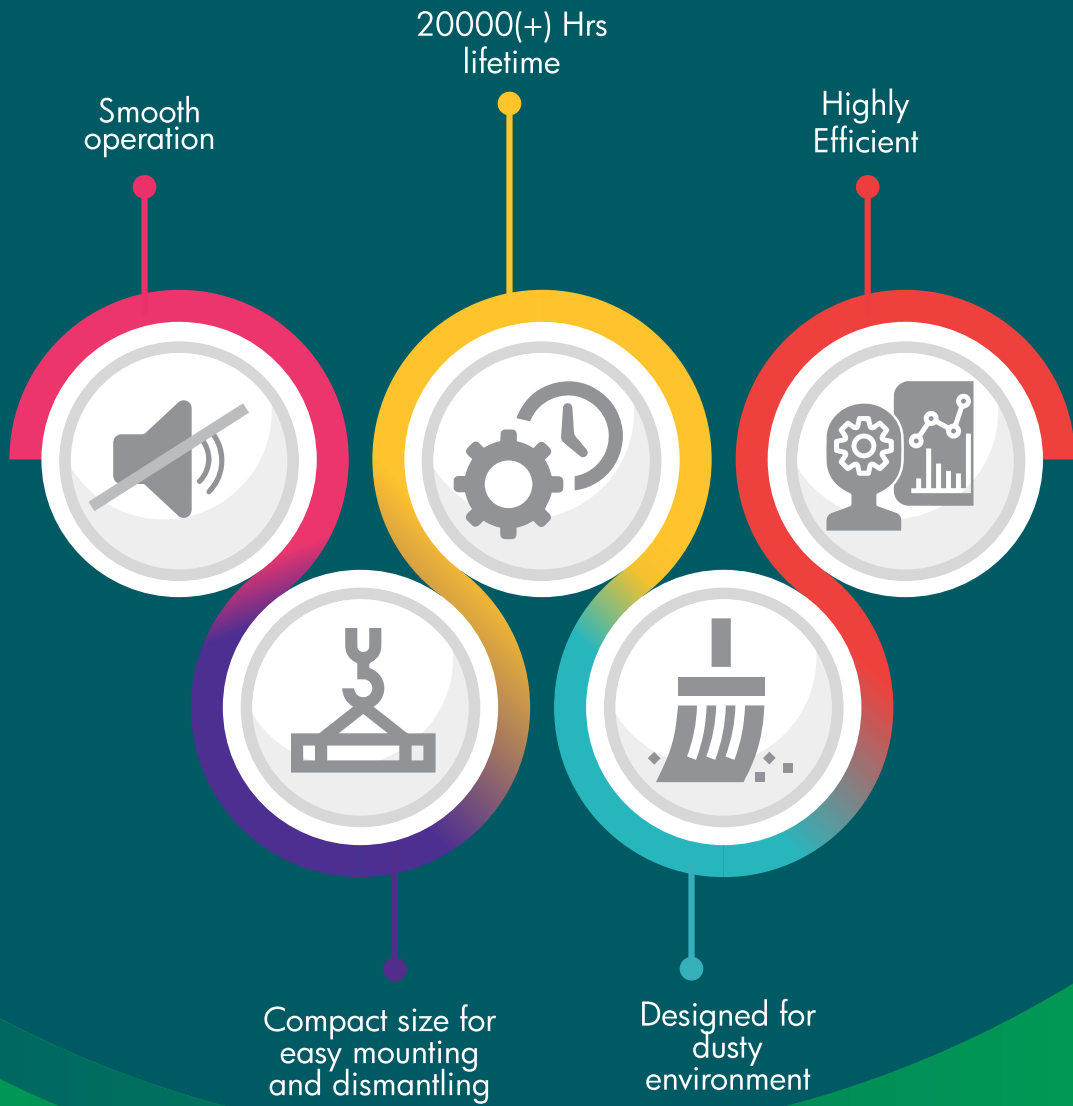 20000(+) Hrs
lifetime
Smooth
operation
Highly
Efficient
Compact size for
easy mounting
and dismantling
Designed for
dusty
environment